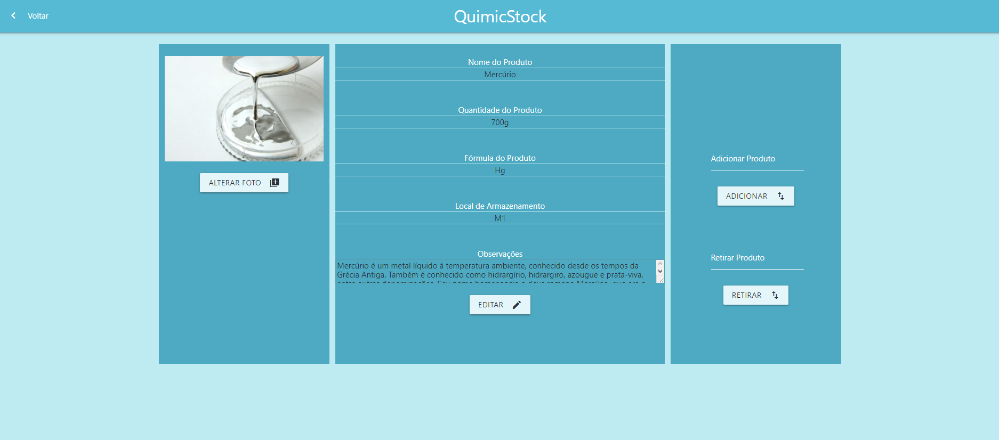 Voltar
QuimicStock
ALTERAR FOTO
Nome do Produto
Mercúrio
Quantidade do Produto
700g
Fórmula do Produto
Hg
Local de Armazenamento
M1
Observações
Mercúrio é um metal líquido à temperatura ambiente, conhecido desde os tempos da
Grécia Antiga. Também é conhecido como hidrargírio, hidrargiro, azougue e prata-viva,
EDITAR
Adicionar Produto
ADICIONAR
Retirar Produto
RETIRAR